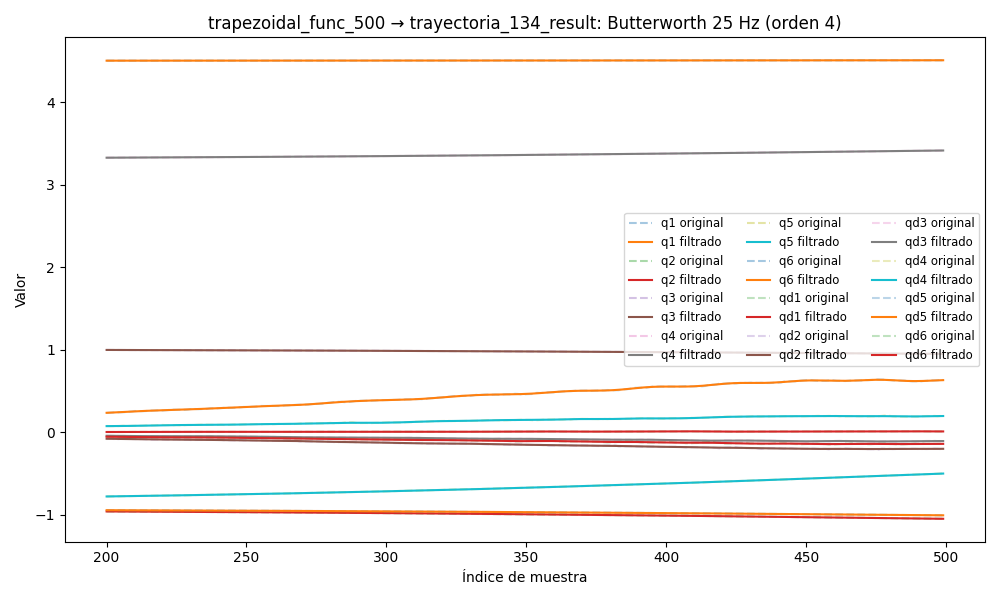 trapezoidal_func_500 → trayectoria_134_result: Butterworth 25 Hz (orden 4)
4
3
2
1
0
−1
Valor
q1 original q5 original qd3 original
q1 filtrado q5 filtrado qd3 filtrado
q2 original q6 original qd4 original
q2 filtrado q6 filtrado qd4 filtrado
q3 original qd1 original qd5 original
q3 filtrado qd1 filtrado qd5 filtrado
q4 original qd2 original qd6 original
q4 filtrado qd2 filtrado qd6 filtrado
200 250 300 350 400 450 500
Índice de muestra